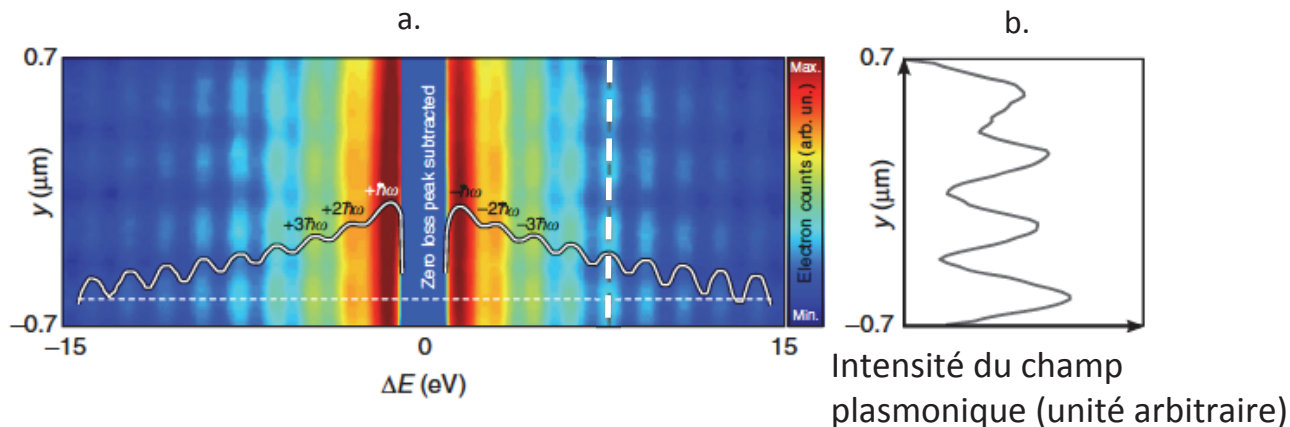 a.
b.
0.7
y (μm)
−0.7
−15
0
15
ΔE (eV)
+3ħω
+2ħω
+ħω
Zero loss peak subtracted
−ħω
−2ħω
−3ħω
Max.
Electron counts (arb. un.)
Min.
0.7
y (μm)
−0.7
Intensité du champ
plasmonique (unité arbitraire)